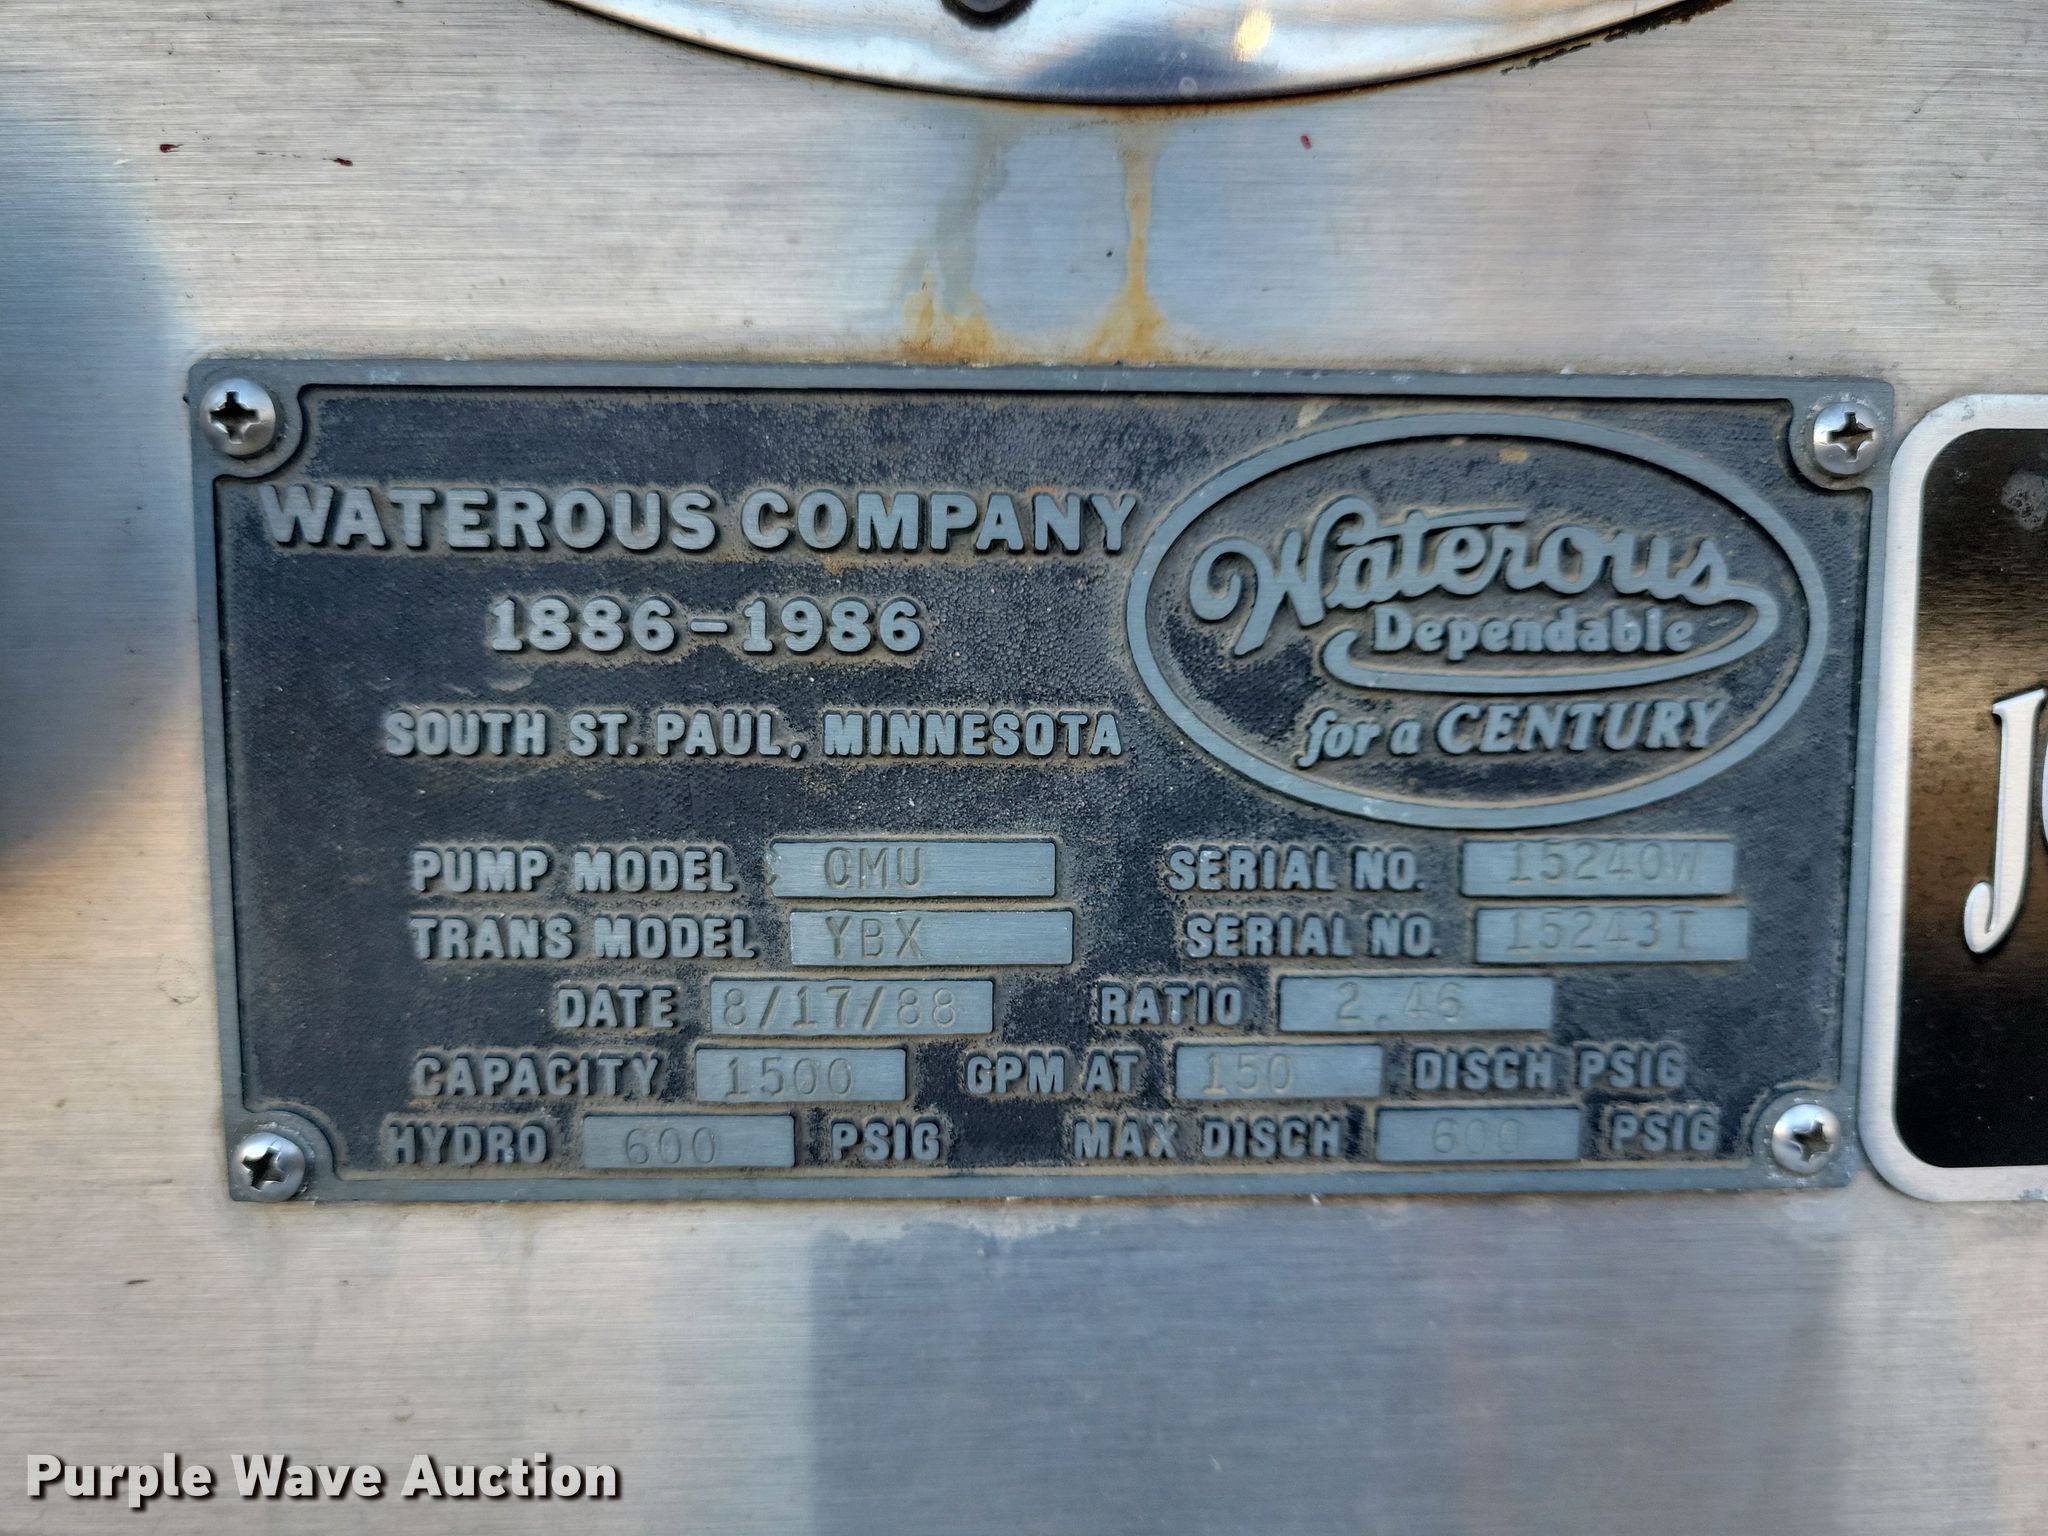 WATEROUS COMPANY
1886-1986
SOUTH ST. PAUL, MINNESOTA
Waterous
Dependable
for a CENTURY
PUMP MODEL CMU SERIAL NO. 15240W
TRANS MODEL YBX SERIAL NO. 15243T
DATE 8/17/88 RATIO 2.46
CAPACITY 1500 GPM AT 150 DISCH PSIG
HYDRO 600 PSIG MAX DISCH 600 PSIG
Purple Wave Auction